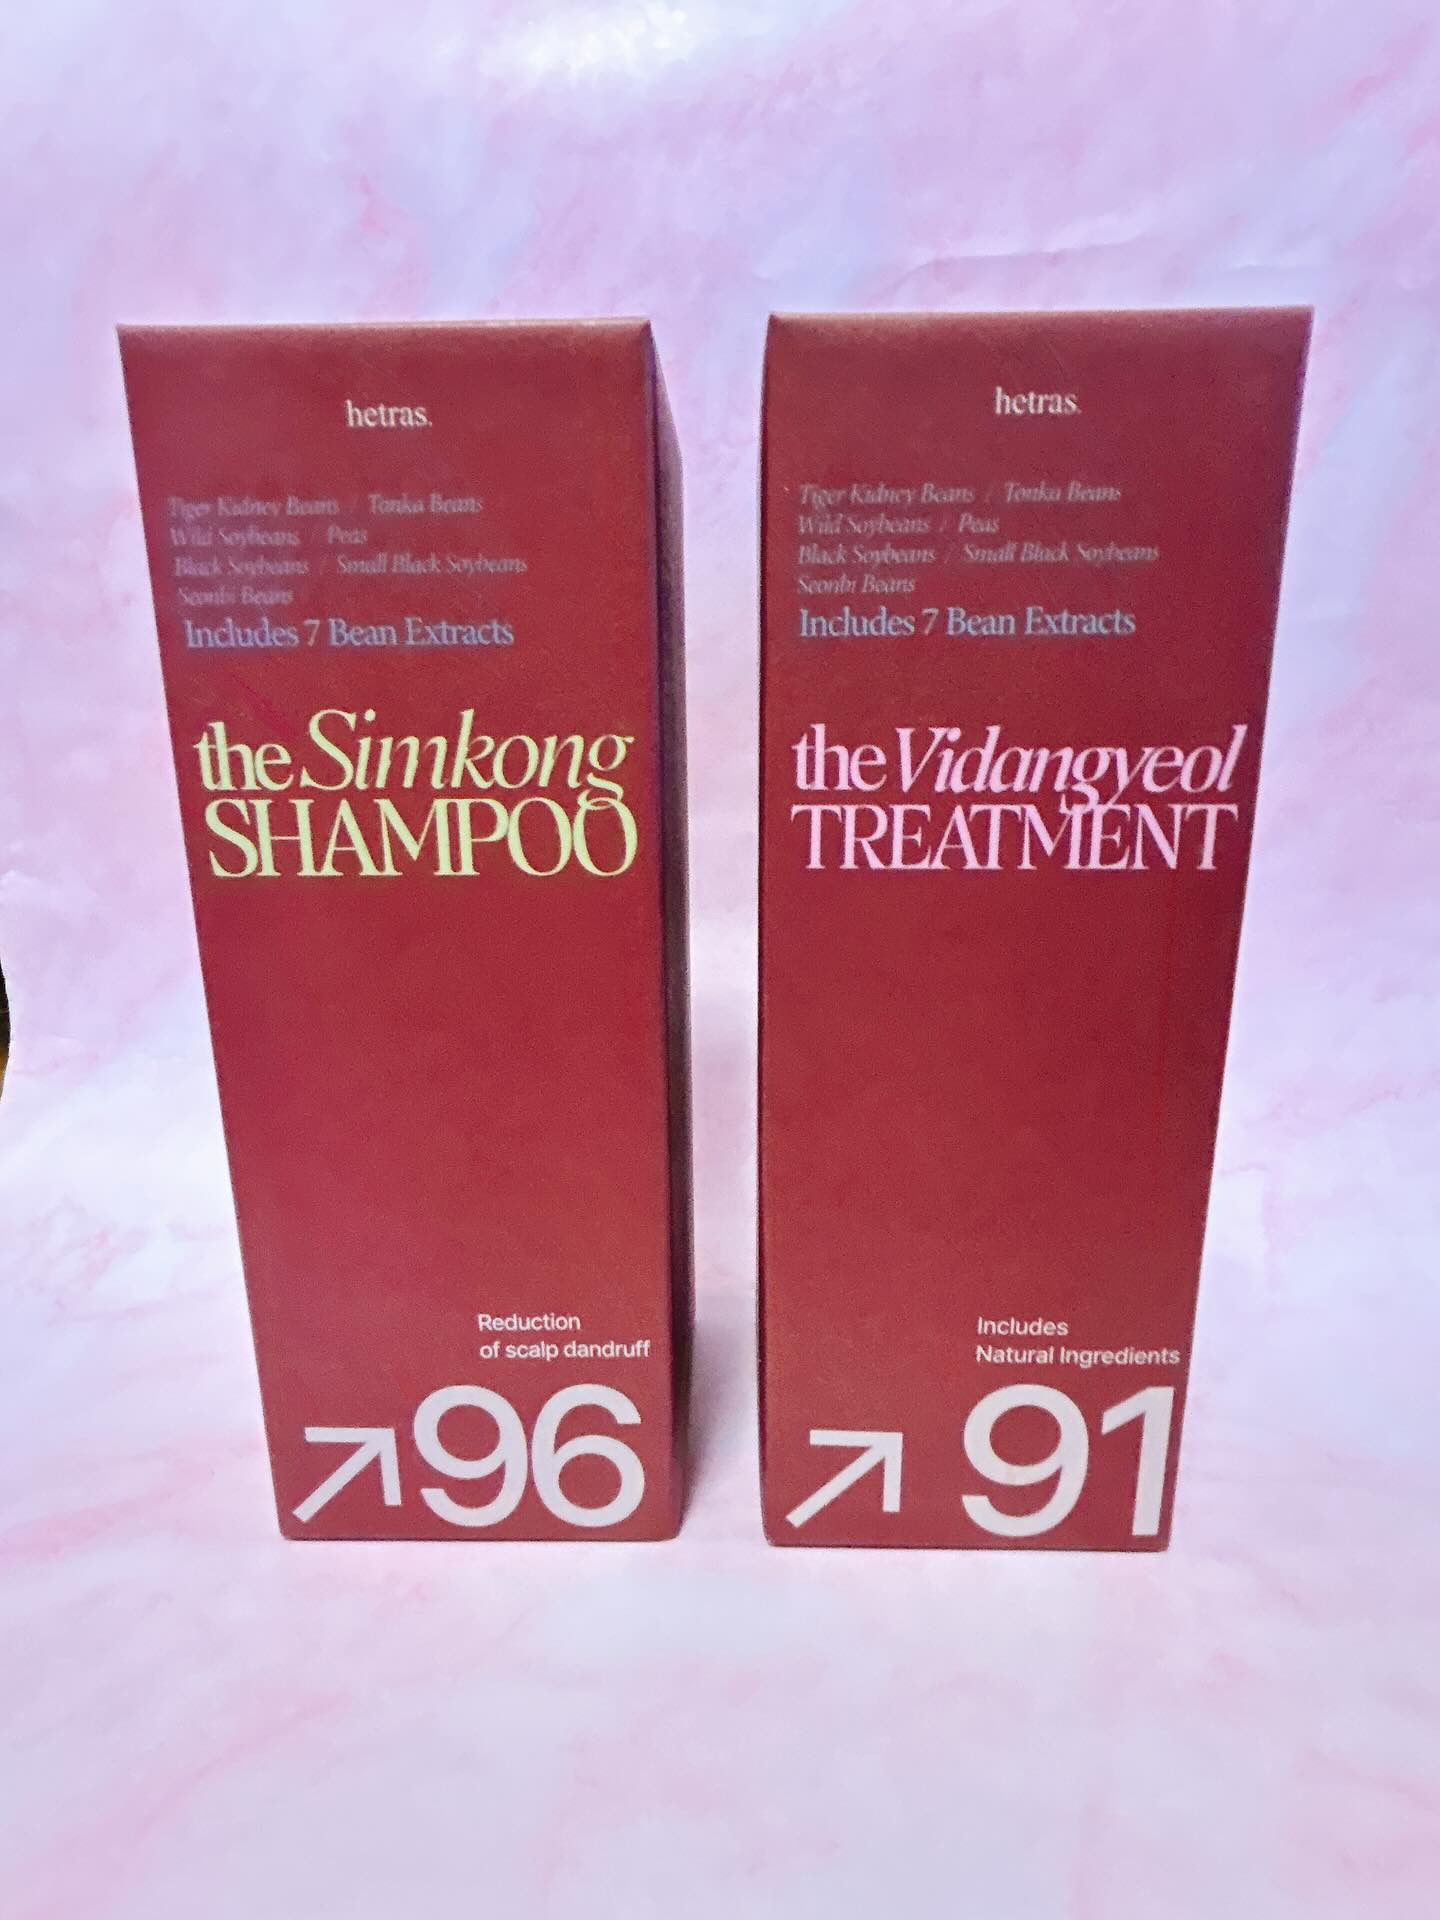 hetras.
Tiger Kidney Beans / Tonka Beans
Wild Soybeans / Peas
Black Soybeans / Small Black Soybeans
Seonbi Beans
Includes 7 Bean Extracts
the Simkong
SHAMPOO
Reduction
of scalp dandruff
↗96
hetras.
Tiger Kidney Beans / Tonka Beans
Wild Soybeans / Peas
Black Soybeans / Small Black Soybeans
Seonbi Beans
Includes 7 Bean Extracts
the Vidangyeol
TREATMENT
Includes
Natural Ingredients
↗ 91